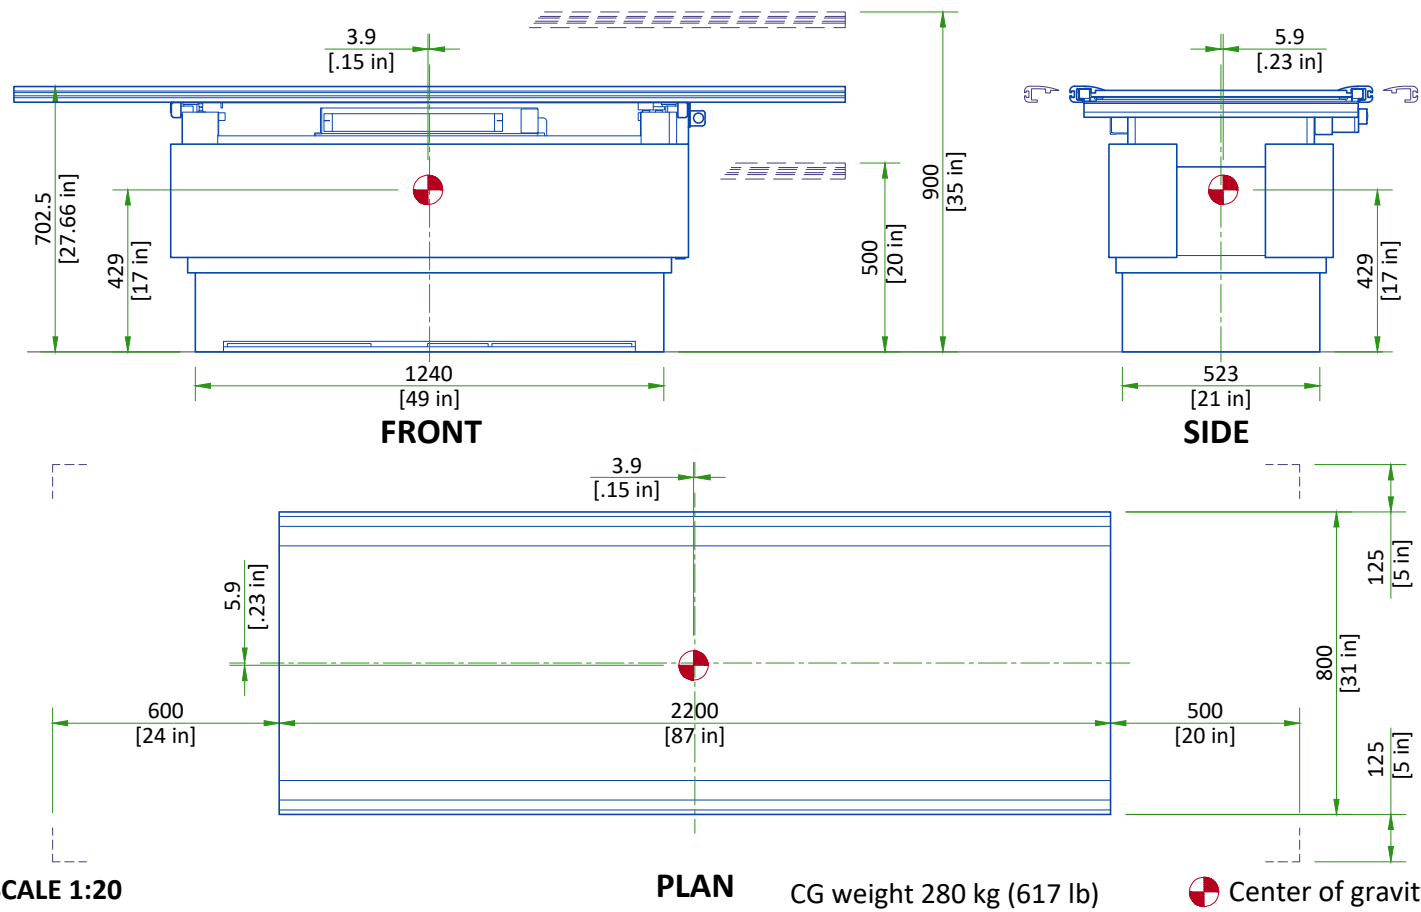 3.9
[.15 in]
5.9
[.23 in]
702.5
[27.66 in]
429
[17 in]
500
[20 in]
900
[35 in]
429
[17 in]
1240
[49 in]
523
[21 in]
FRONT
SIDE
3.9
[.15 in]
5.9
[.23 in]
125
[5 in]
800
[31 in]
600
[24 in]
2200
[87 in]
500
[20 in]
125
[5 in]
CALE 1:20
PLAN
CG weight 280 kg (617 lb)
Center of gravit